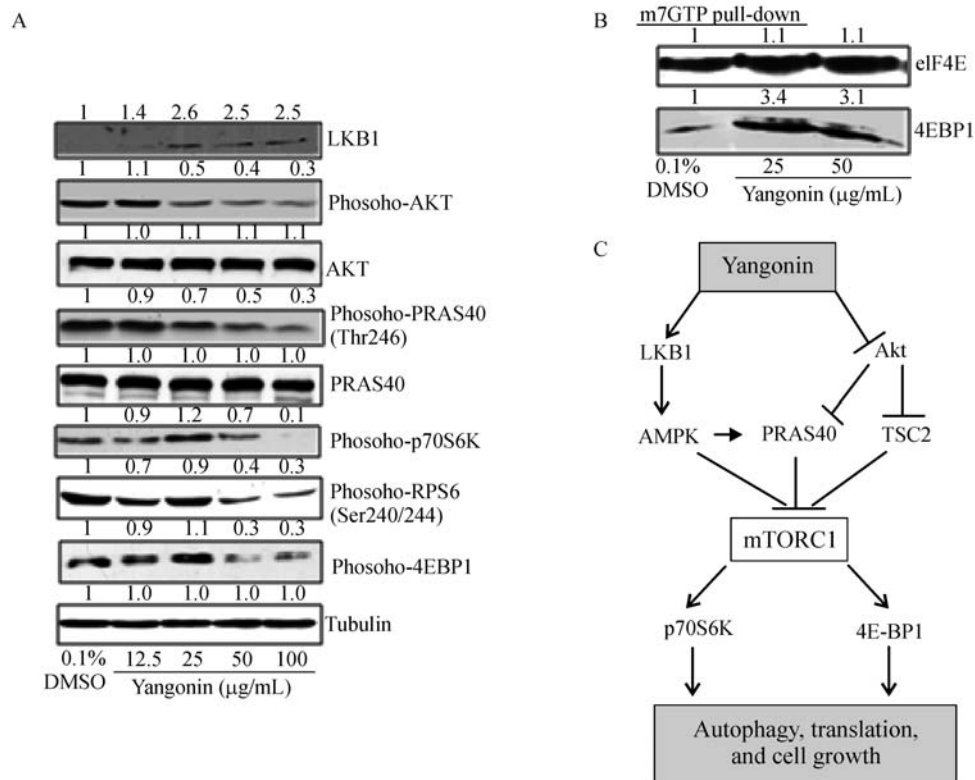 A
1 1.4 2.6 2.5 2.5
LKB1
1 1.1 0.5 0.4 0.3
Phosoho-AKT
1 1.0 1.1 1.1 1.1
AKT
1 0.9 0.7 0.5 0.3
Phosoho-PRAS40
(Thr246)
1 1.0 1.0 1.0 1.0
PRAS40
1 0.9 1.2 0.7 0.1
Phosoho-p70S6K
1 0.7 0.9 0.4 0.3
Phosoho-RPS6
(Ser240/244)
1 0.9 1.1 0.3 0.3
Phosoho-4EBP1
1 1.0 1.0 1.0 1.0
Tubulin
0.1% 12.5 25 50 100
DMSO Yangonin (μg/mL)
B
m7GTP pull-down
1 1.1 1.1
eIF4E
1 3.4 3.1
4EBP1
0.1% 25 50
DMSO Yangonin (μg/mL)
C
Yangonin
LKB1 Akt
AMPK PRAS40 TSC2
mTORC1
p70S6K 4E-BP1
Autophagy, translation,
and cell growth